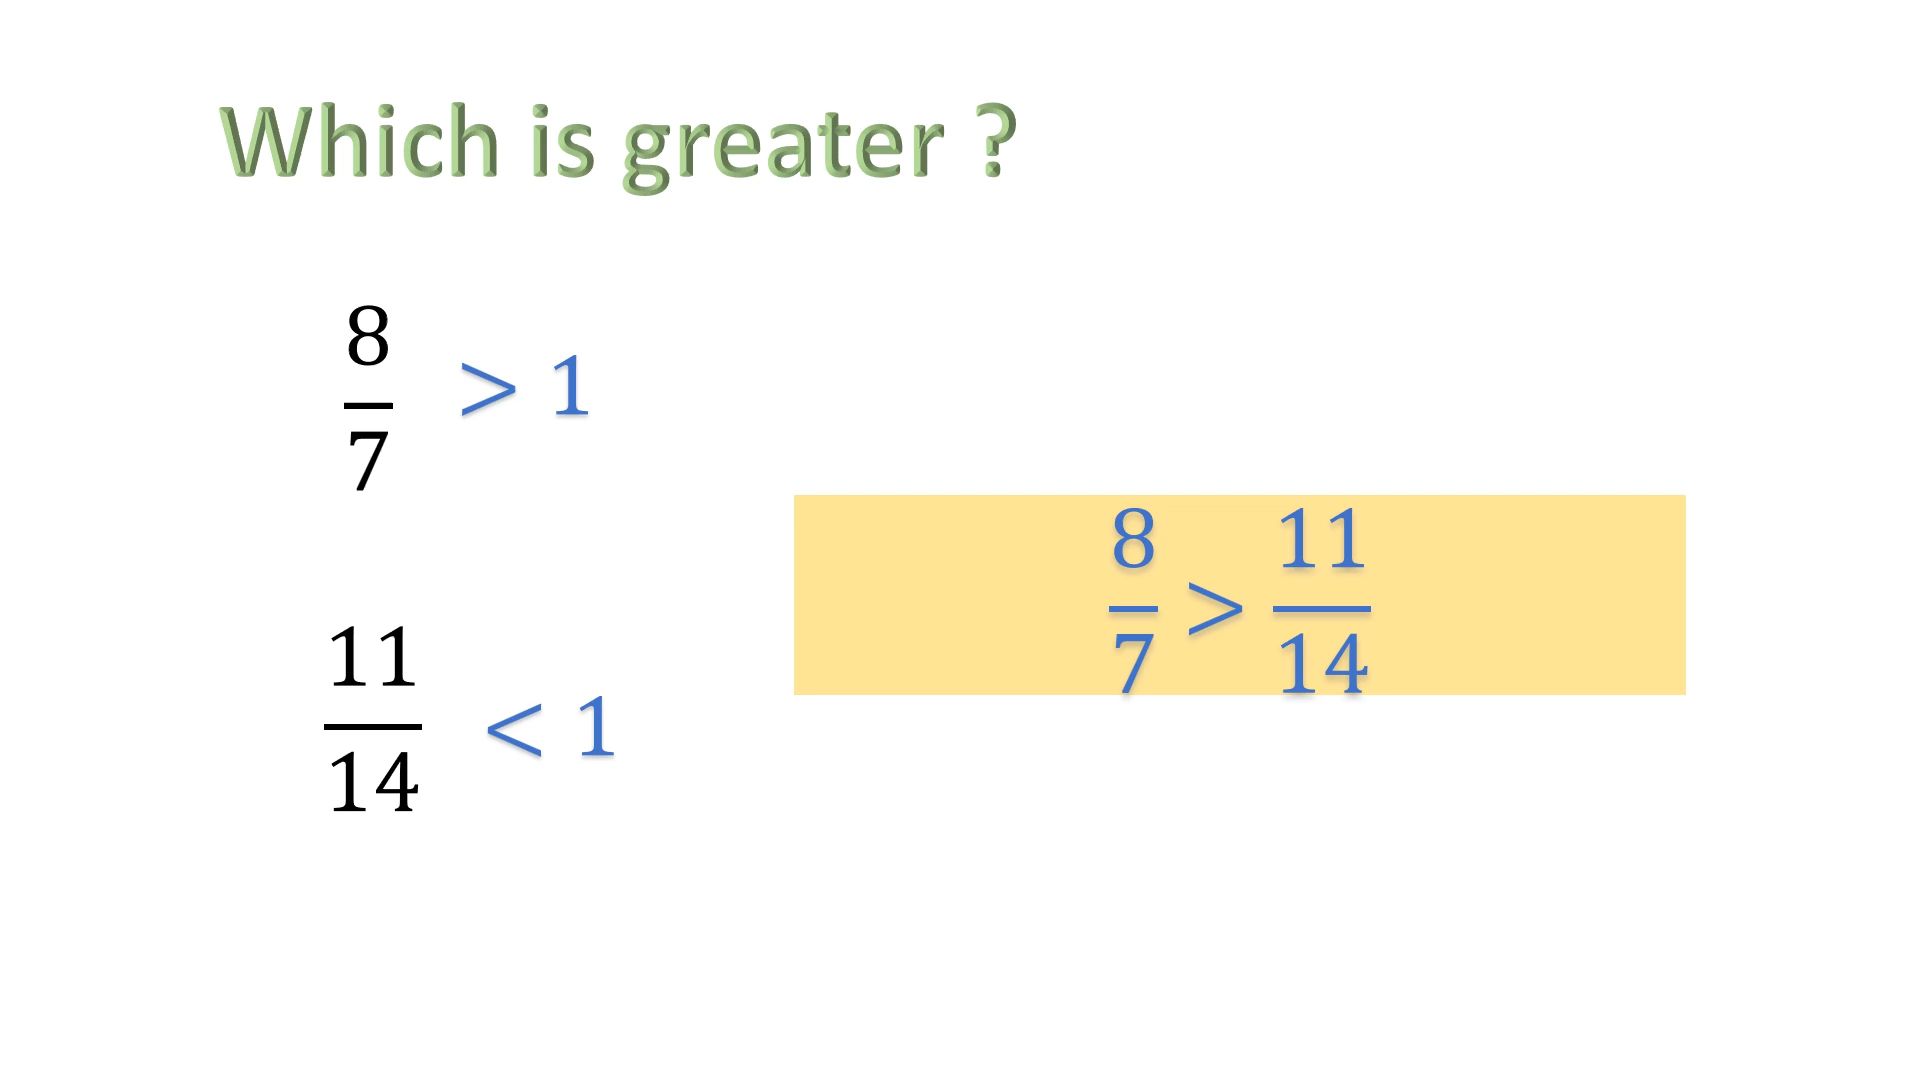 Which is greater ?
8/7 > 1
11/14 < 1
8/7 > 11/14